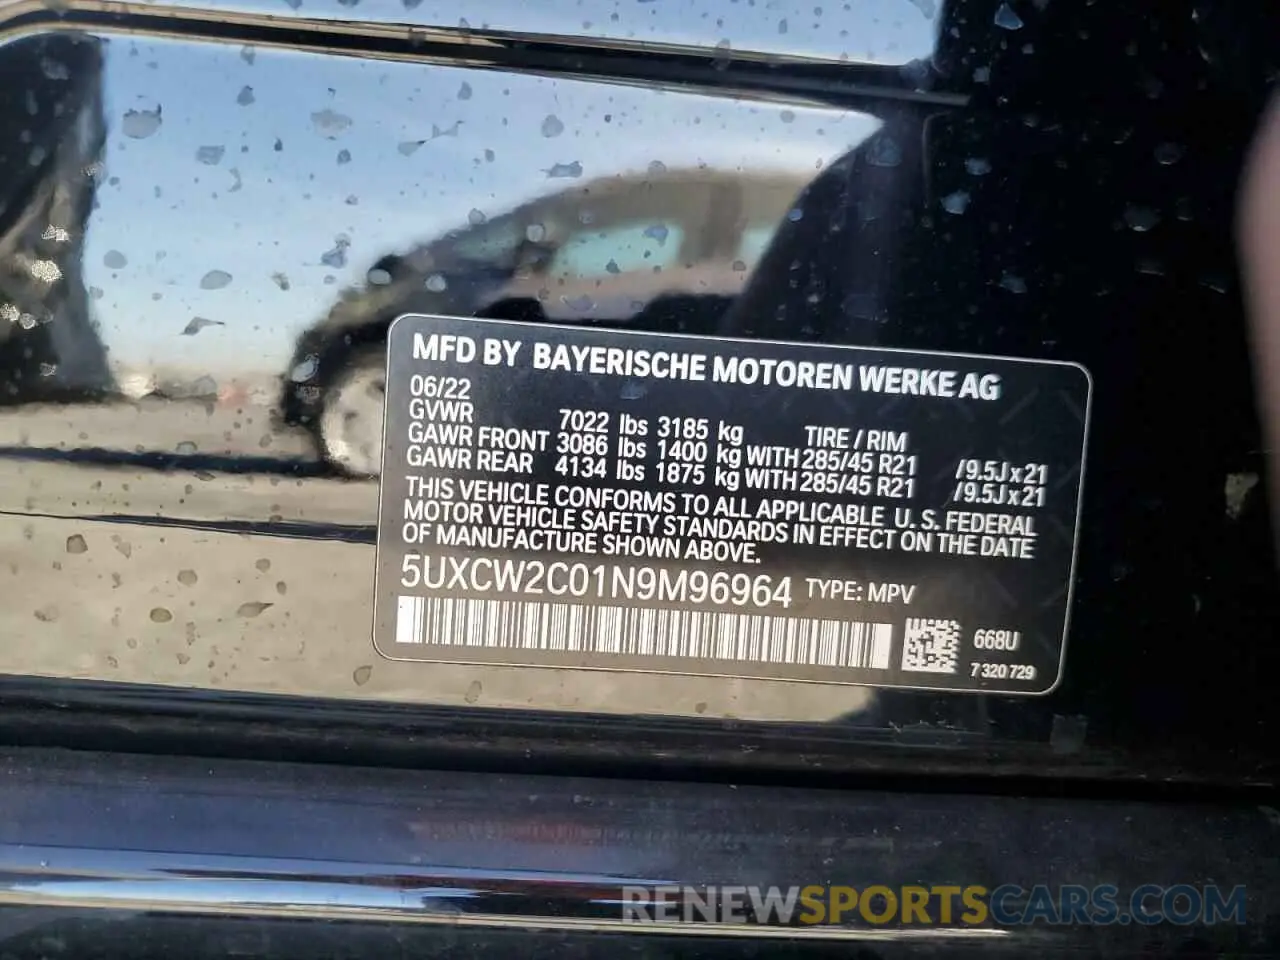 MFD BY BAYERISCHE MOTOREN WERKE AG
06/22
GVWR 7022 lbs 3185 kg TIRE / RIM
GAWR FRONT 3086 lbs 1400 kg WITH 285/45 R21 /9.5J x 21
GAWR REAR 4134 lbs 1875 kg WITH 285/45 R21 /9.5J x 21
THIS VEHICLE CONFORMS TO ALL APPLICABLE U. S. FEDERAL
MOTOR VEHICLE SAFETY STANDARDS IN EFFECT ON THE DATE
OF MANUFACTURE SHOWN ABOVE.
5UXCW2C01N9M96964 TYPE: MPV
668U
7 320 729
RENEWSPORTSCARS.COM